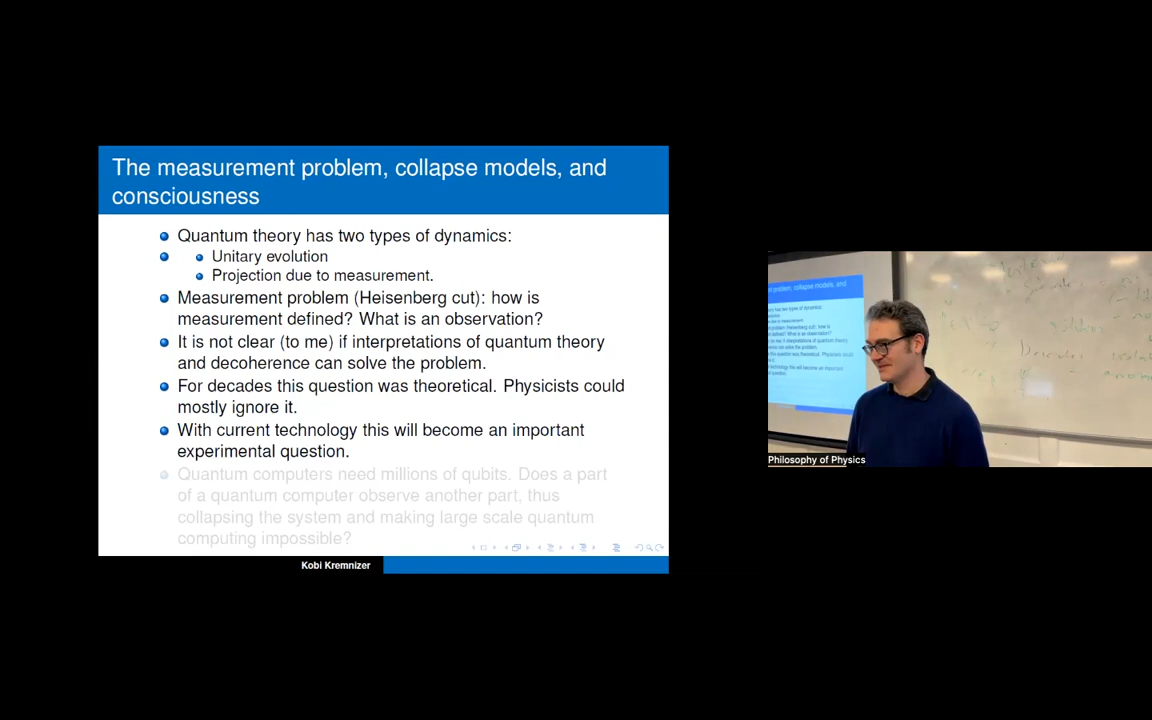 The measurement problem, collapse models, and
consciousness
Quantum theory has two types of dynamics:
Unitary evolution
Projection due to measurement.
Measurement problem (Heisenberg cut): how is
measurement defined? What is an observation?
It is not clear (to me) if interpretations of quantum theory
and decoherence can solve the problem.
For decades this question was theoretical. Physicists could
mostly ignore it.
With current technology this will become an important
experimental question.
Quantum computers need millions of qubits. Does a part
of a quantum computer observe another part, thus
collapsing the system and making large scale quantum
computing impossible?
Kobi Kremnizer
Philosophy of Physics